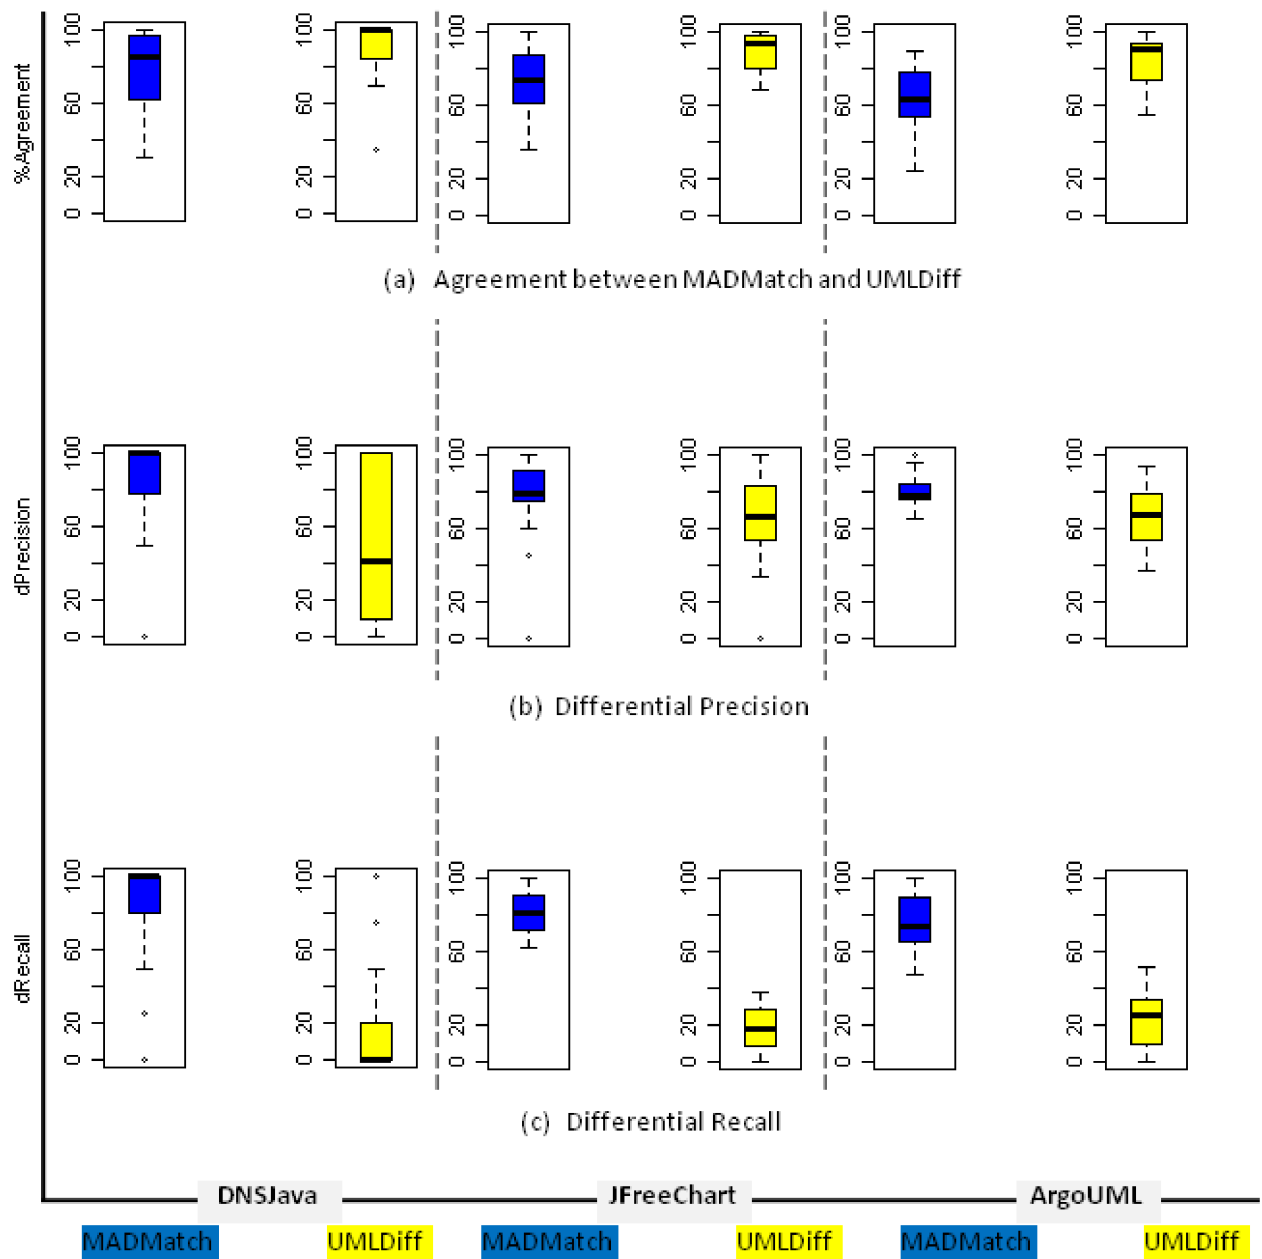 %Agreement
0 20 60 100
0 20 60 100
0 20 60 100
0 20 60 100
0 20 60 100
0 20 60 100
(a) Agreement between MADMatch and UMLDiff
dPrecision
0 20 60 100
0 20 60 100
0 20 60 100
0 20 60 100
0 20 60 100
0 20 60 100
(b) Differential Precision
dRecall
0 20 60 100
0 20 60 100
0 20 60 100
0 20 60 100
0 20 60 100
0 20 60 100
(c) Differential Recall
DNSJava JFreeChart ArgoUML
MADMatch UMLDiff MADMatch UMLDiff MADMatch UMLDiff